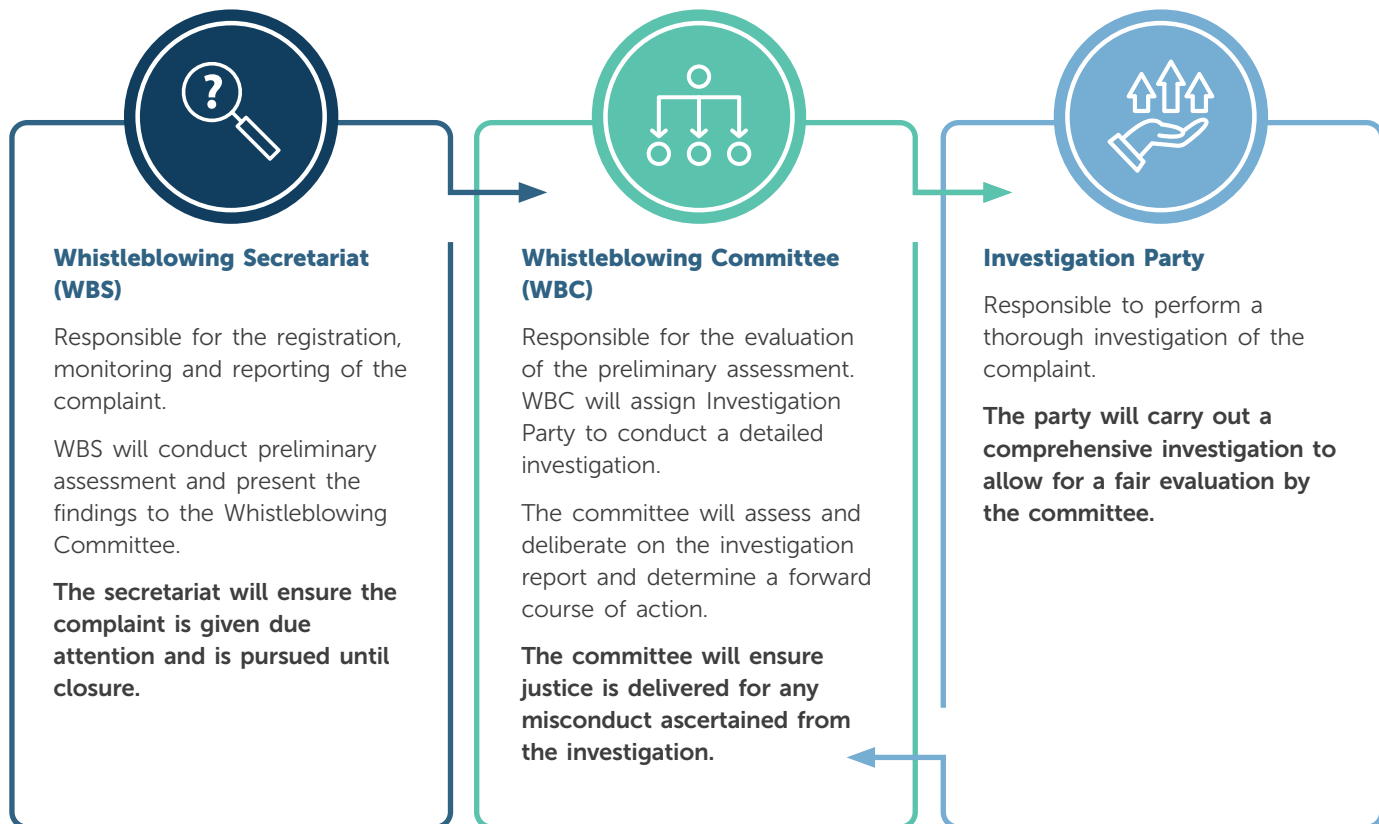 ?
Whistleblowing Secretariat
(WBS)
Responsible for the registration,
monitoring and reporting of the
complaint.
WBS will conduct preliminary
assessment and present the
findings to the Whistleblowing
Committee.
The secretariat will ensure the
complaint is given due
attention and is pursued until
closure.
Whistleblowing Committee
(WBC)
Responsible for the evaluation
of the preliminary assessment.
WBC will assign Investigation
Party to conduct a detailed
investigation.
The committee will assess and
deliberate on the investigation
report and determine a forward
course of action.
The committee will ensure
justice is delivered for any
misconduct ascertained from
the investigation.
Investigation Party
Responsible to perform a
thorough investigation of the
complaint.
The party will carry out a
comprehensive investigation to
allow for a fair evaluation by
the committee.